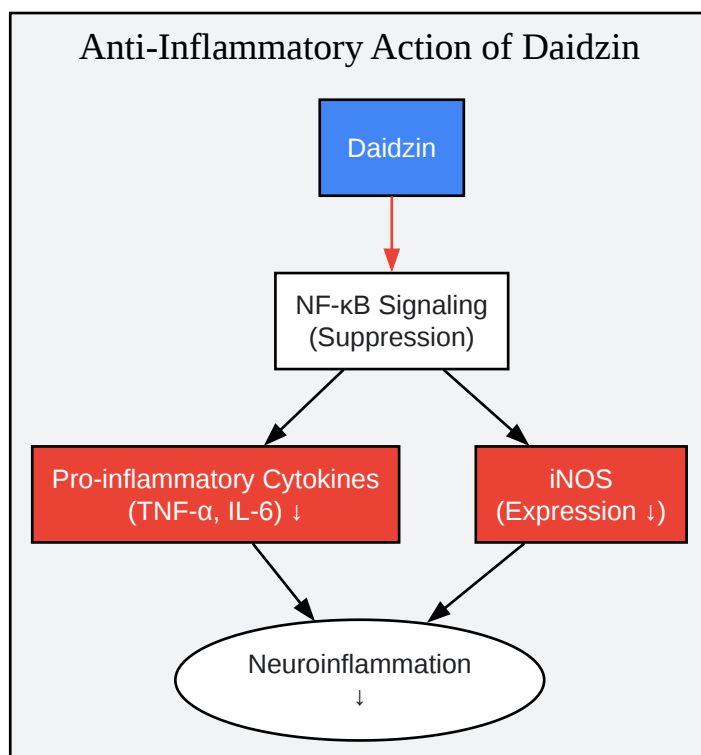 Anti-Inflammatory Action of Daidzin
Daidzin
NF-κB Signaling
(Suppression)
Pro-inflammatory Cytokines
(TNF-α, IL-6) ↓
iNOS
(Expression ↓)
Neuroinflammation
↓